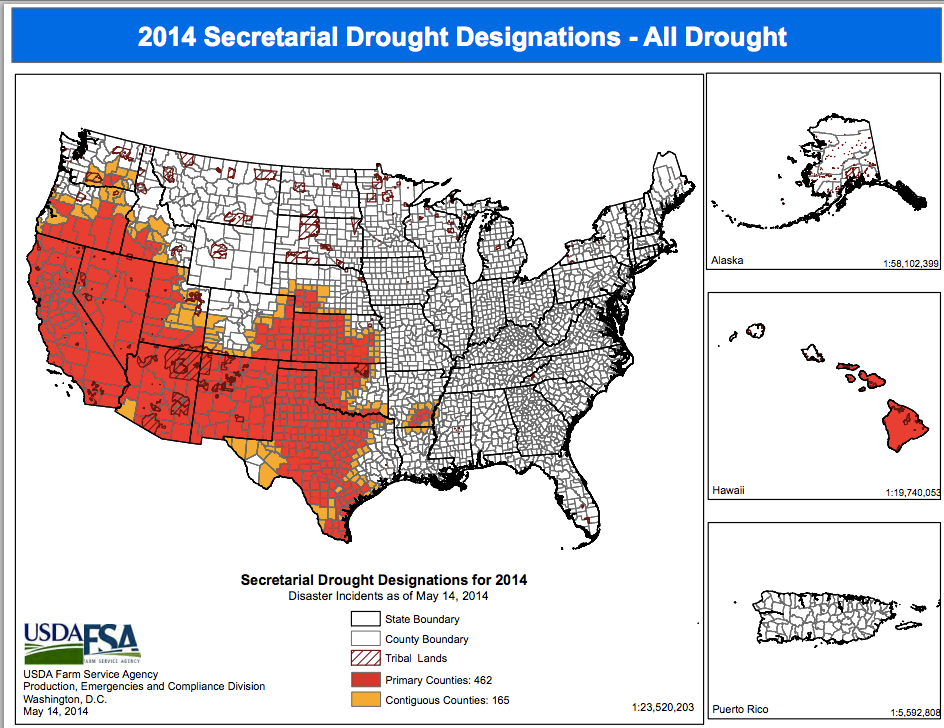 2014 Secretarial Drought Designations - All Drought
Alaska
1:58,102,399
Hawaii
1:19,740,053
Secretarial Drought Designations for 2014
Disaster Incidents as of May 14, 2014
State Boundary
County Boundary
Tribal Lands
Primary Counties: 462
Contiguous Counties: 165
USDA FSA
FARM SERVICE AGENCY
USDA Farm Service Agency
Production, Emergencies and Compliance Division
Washington, D.C.
May 14, 2014
1:23,520,203
Puerto Rico
1:5,592,808